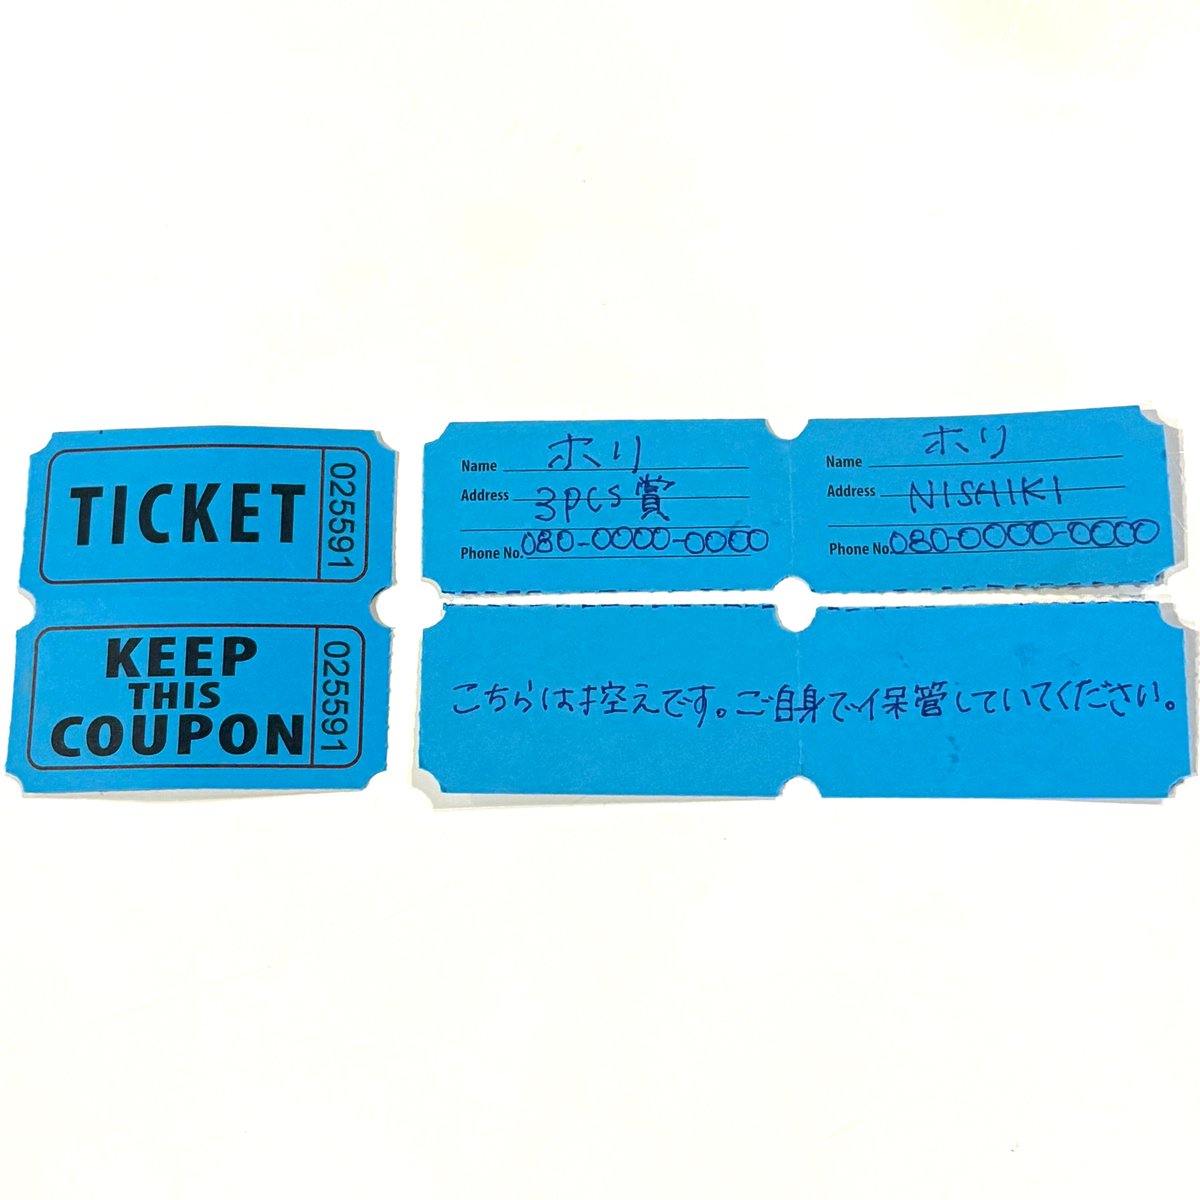 TICKET
025591
KEEP
THIS
COUPON
025591
Name ホリ
Address 3pcs賞
Phone No. 080-0000-0000
Name ホリ
Address NISHIKI
Phone No. 080-0000-0000
こちらは控えです。ご自身で保管していてください。